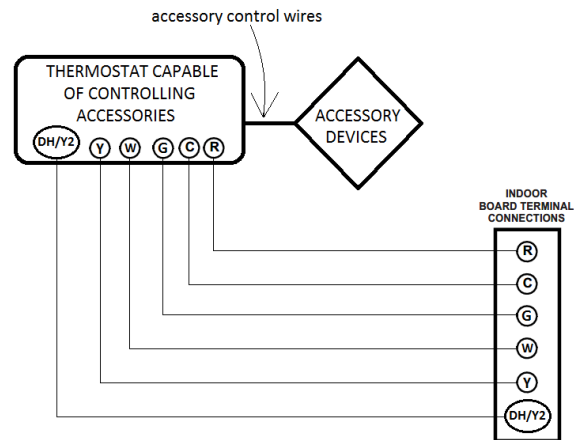 accessory control wires
THERMOSTAT CAPABLE
OF CONTROLLING
ACCESSORIES
DH/Y2 Y W G C R
ACCESSORY
DEVICES
INDOOR
BOARD TERMINAL
CONNECTIONS
R
C
G
W
Y
DH/Y2